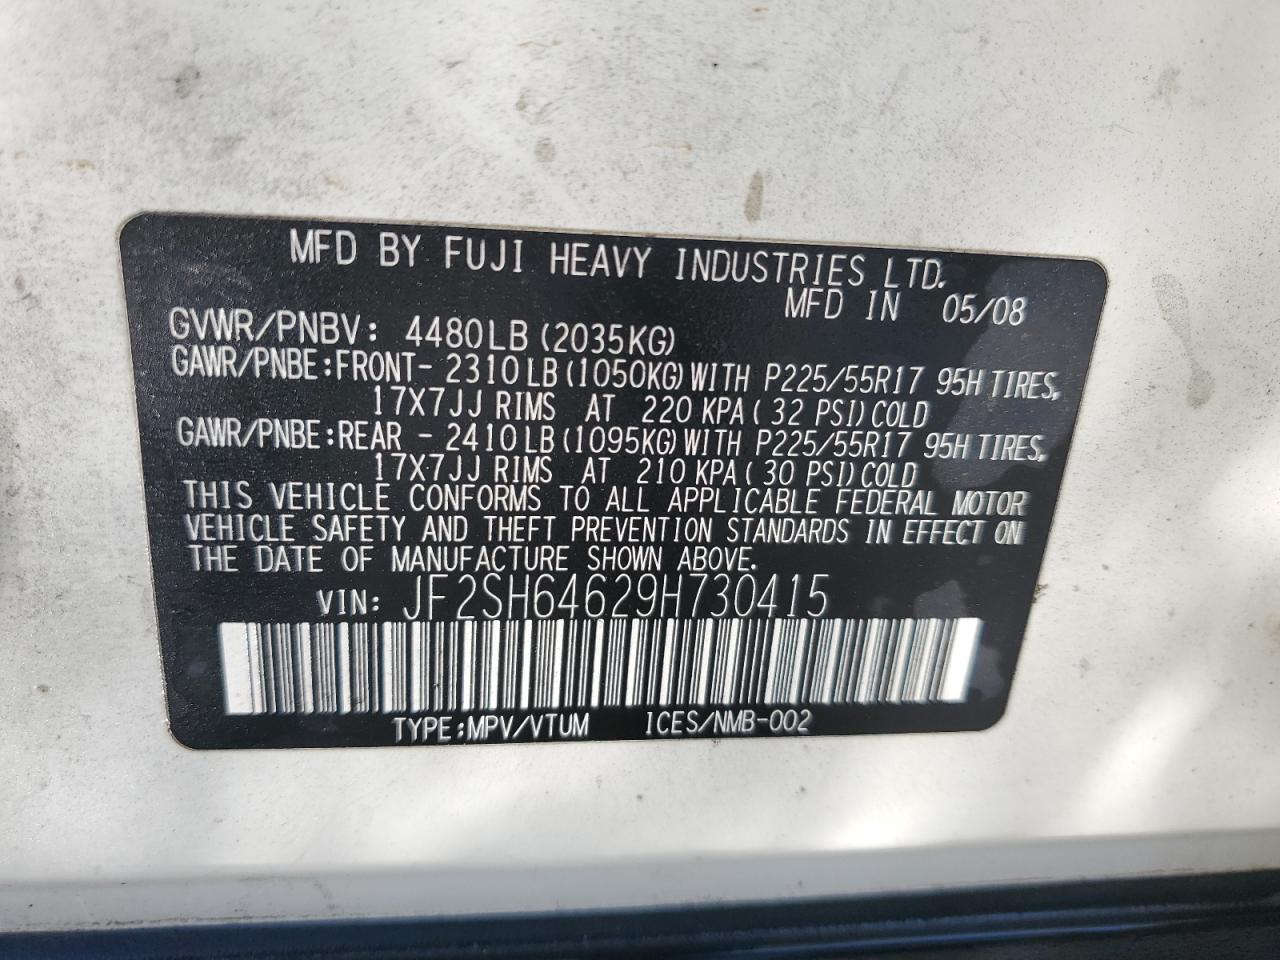 MFD BY FUJI HEAVY INDUSTRIES LTD.
MFD IN 05/08
GVWR/PNBV: 4480LB (2035KG)
GAWR/PNBE:FRONT- 2310LB (1050KG) WITH P225/55R17 95H TIRES,
17X7JJ RIMS AT 220 KPA ( 32 PSI) COLD
GAWR/PNBE:REAR - 2410LB (1095KG) WITH P225/55R17 95H TIRES,
17X7JJ RIMS AT 210 KPA ( 30 PSI) COLD
THIS VEHICLE CONFORMS TO ALL APPLICABLE FEDERAL MOTOR
VEHICLE SAFETY AND THEFT PREVENTION STANDARDS IN EFFECT ON
THE DATE OF MANUFACTURE SHOWN ABOVE.
VIN: JF2SH64629H730415
TYPE:MPV/VTUM ICES/NMB-002